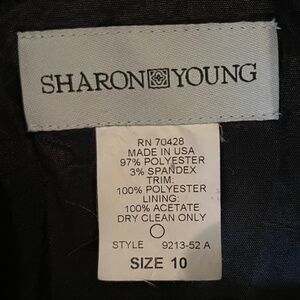 SHARON YOUNG
RN 70428
MADE IN USA
97% POLYESTER
3% SPANDEX
TRIM:
100% POLYESTER
LINING:
100% ACETATE
DRY CLEAN ONLY
STYLE 9213-52 A
SIZE 10